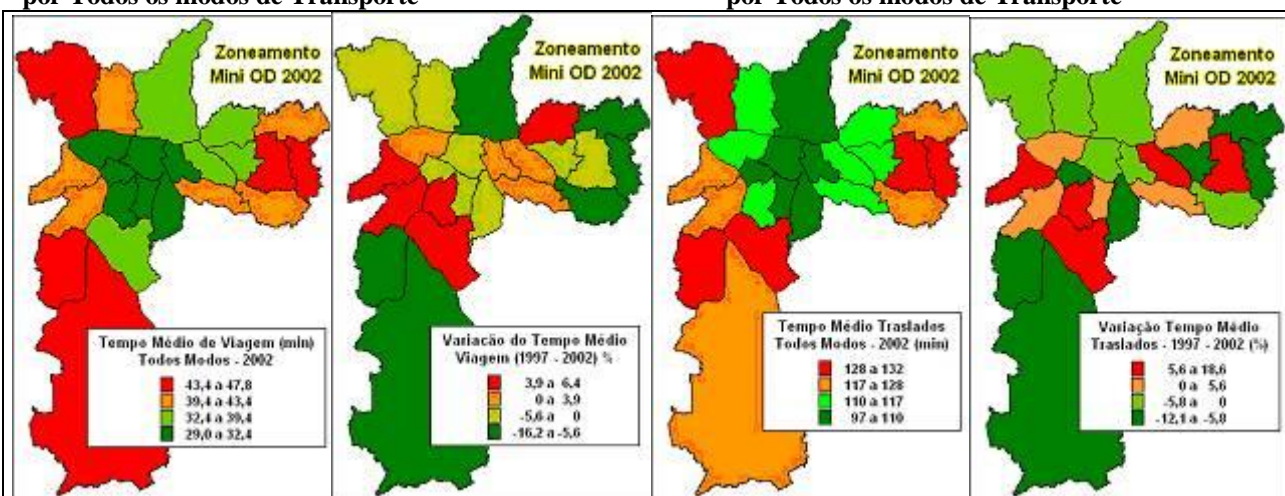 por Todos os modos de Transporte
por Todos os modos de Transporte
Zoneamento
Mini OD 2002
Tempo Médio de Viagem (min)
Todos Modos - 2002
43,4 a 47,8
39,4 a 43,4
32,4 a 39,4
29,0 a 32,4
Zoneamento
Mini OD 2002
Variação do Tempo Médio
Viagem (1997 - 2002) %
3,9 a 6,4
0 a 3,9
-5,6 a 0
-16,2 a -5,6
Zoneamento
Mini OD 2002
Tempo Médio Traslados
Todos Modos - 2002 (min)
128 a 132
117 a 128
110 a 117
97 a 110
Zoneamento
Mini OD 2002
Variação Tempo Médio
Traslados - 1997 - 2002 (%)
5,6 a 18,6
0 a 5,6
-5,8 a 0
-12,1 a -5,8